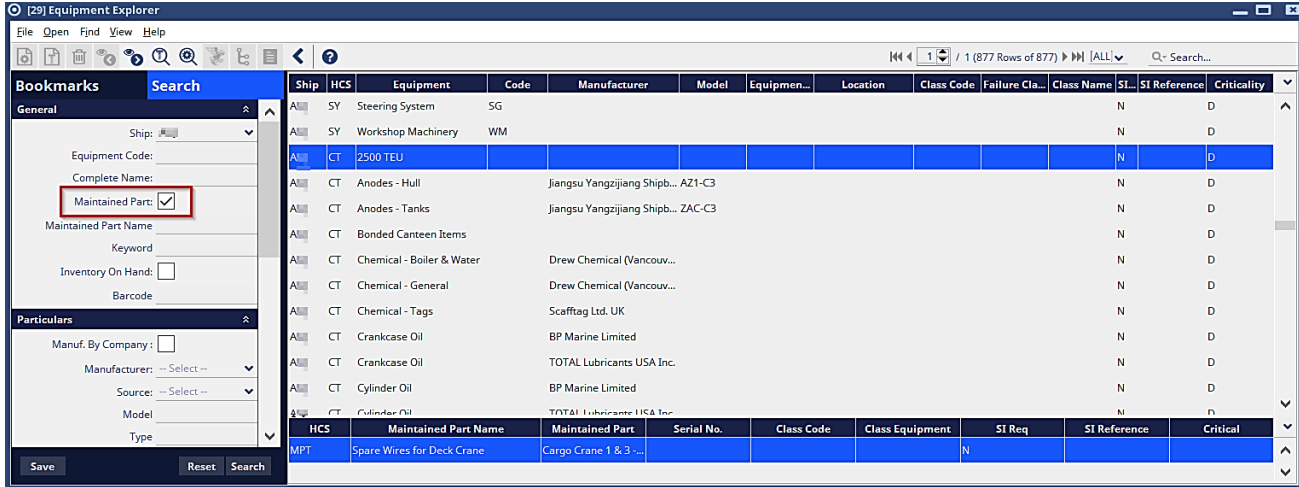 [29] Equipment Explorer
File Open Find View Help
1 / 1 (877 Rows of 877) [ALL] Search...
Bookmarks Search
General
Ship:
Equipment Code:
Complete Name:
Maintained Part:
Maintained Part Name
Keyword
Inventory On Hand:
Barcode
Particulars
Manuf. By Company :
Manufacturer: -- Select --
Source: -- Select --
Model
Type
Save Reset Search
Ship HCS Equipment Code Manufacturer Model Equipmen... Location Class Code Failure Cla... Class Name SI... SI Reference Criticality
SY Steering System SG N D
SY Workshop Machinery WM N D
CT 2500 TEU N D
CT Anodes - Hull Jiangsu Yangzijiang Shipb... AZ1-C3 N D
CT Anodes - Tanks Jiangsu Yangzijiang Shipb... ZAC-C3 N D
CT Bonded Canteen Items N D
CT Chemical - Boiler & Water Drew Chemical (Vancouv... N D
CT Chemical - General Drew Chemical (Vancouv... N D
CT Chemical - Tags Scafftag Ltd. UK N D
CT Crankcase Oil BP Marine Limited N D
CT Crankcase Oil TOTAL Lubricants USA Inc. N D
CT Cylinder Oil BP Marine Limited N D
CT Cylinder Oil TOTAL Lubricants USA Inc. N D
HCS Maintained Part Name Maintained Part Serial No. Class Code Class Equipment SI Req SI Reference Critical
MPT Spare Wires for Deck Crane Cargo Crane 1 & 3 -... N